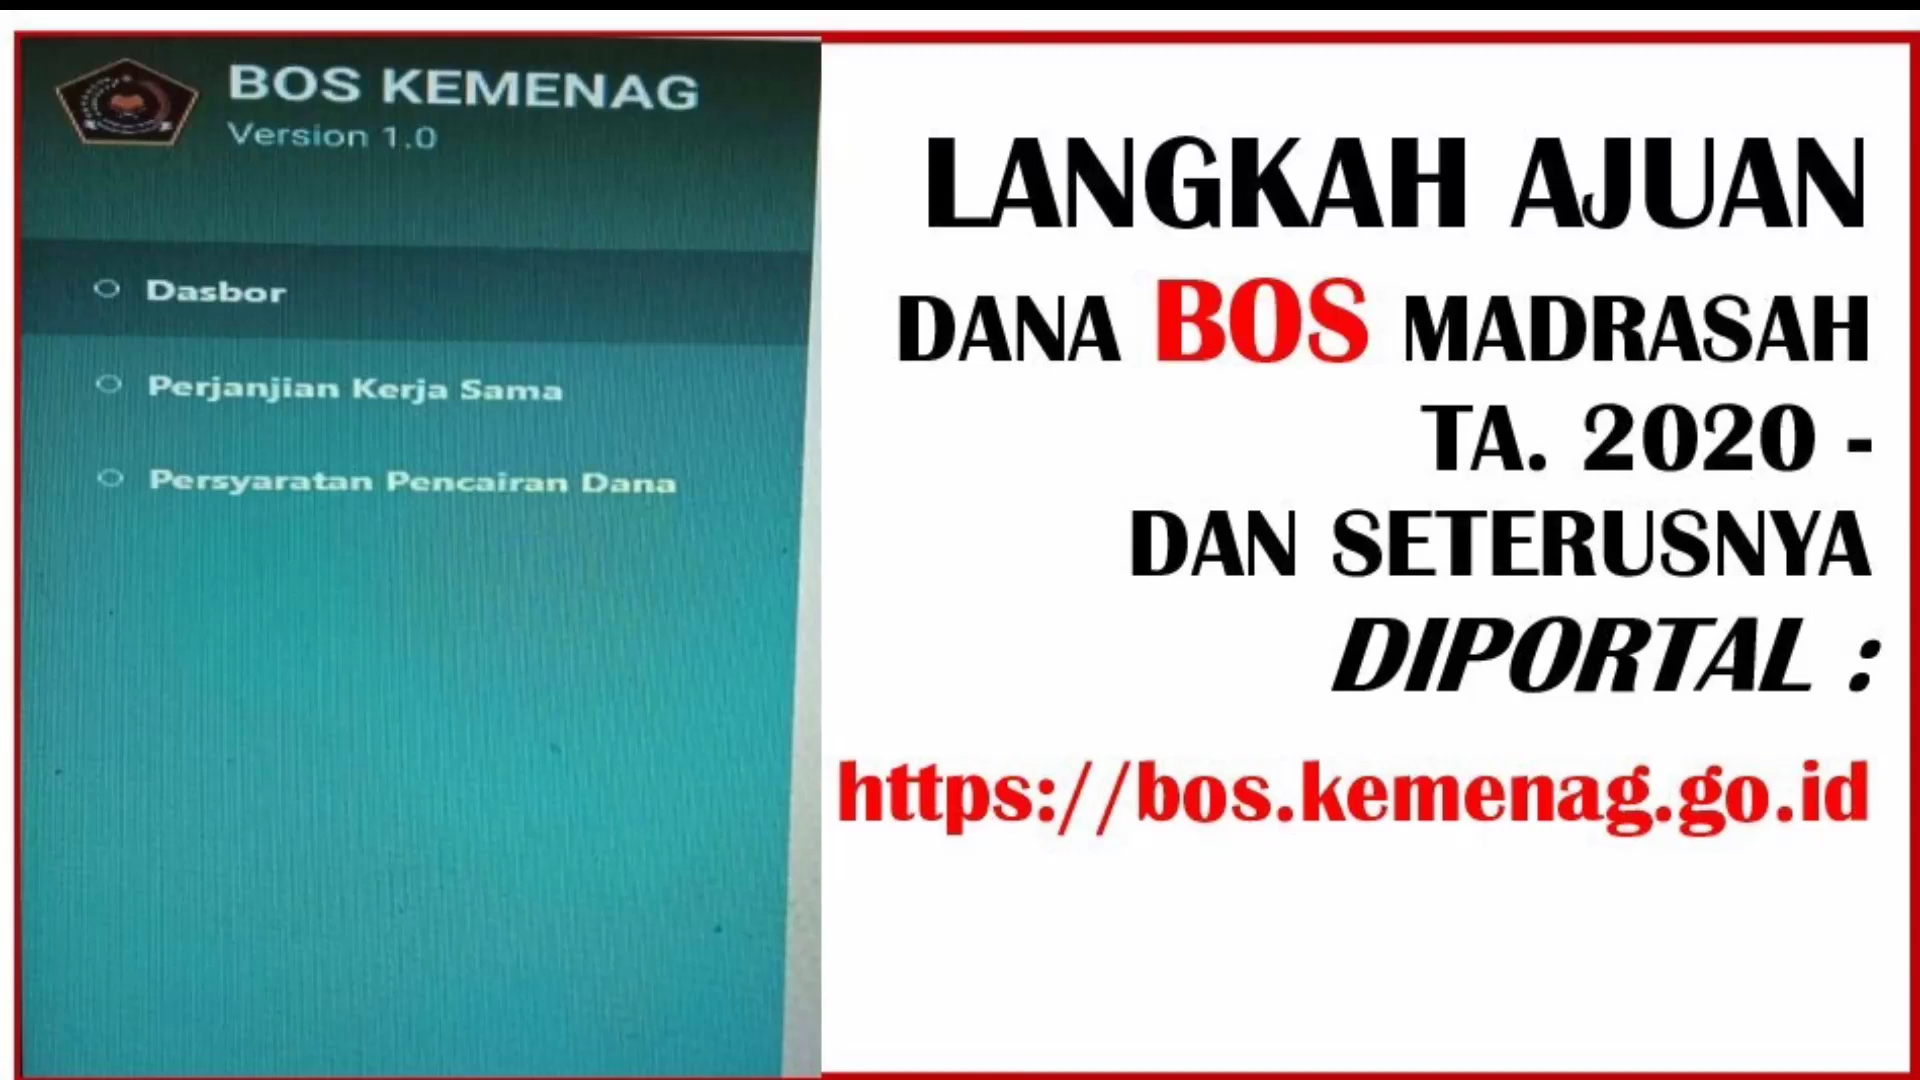 BOS KEMENAG
Version 1.0
Dasbor
Perjanjian Kerja Sama
Persyaratan Pencairan Dana
LANGKAH AJUAN
DANA BOS MADRASAH
TA. 2020 -
DAN SETERUSNYA
DIPORTAL :
https://bos.kemenag.go.id